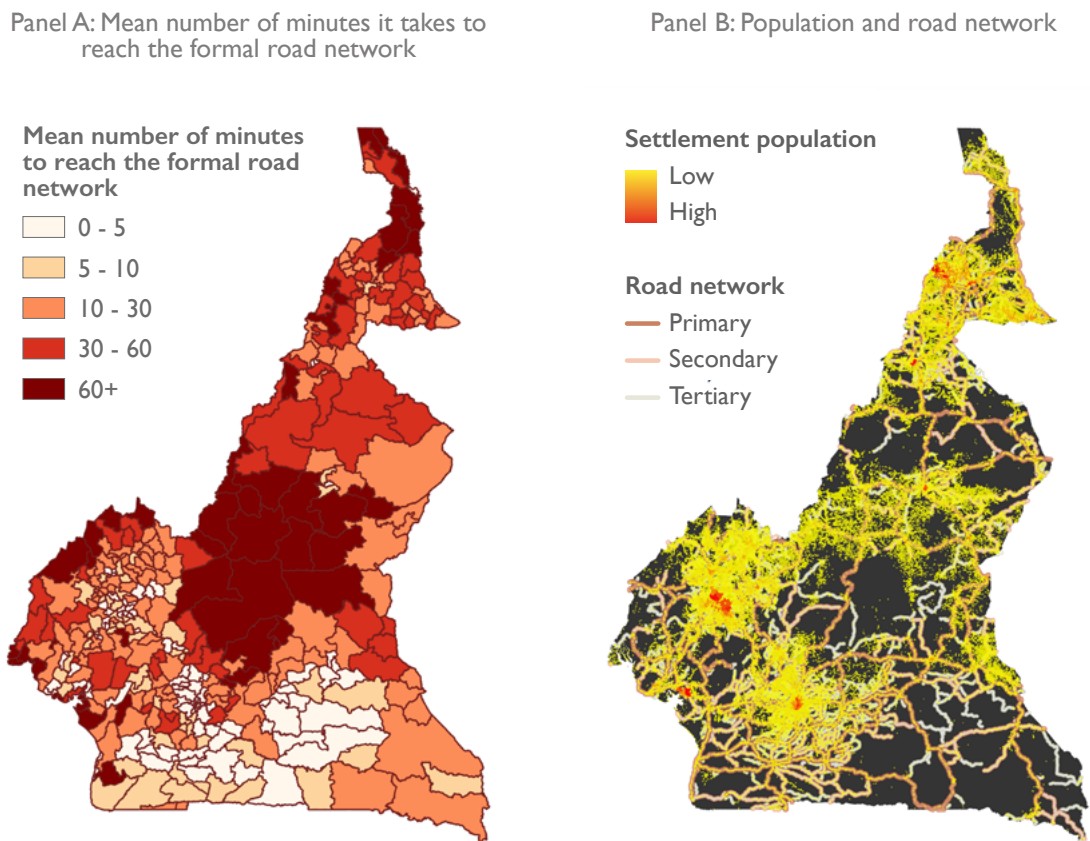 Panel A: Mean number of minutes it takes to
reach the formal road network
Mean number of minutes
to reach the formal road
network
0 - 5
5 - 10
10 - 30
30 - 60
60+
Panel B: Population and road network
Settlement population
Low
High
Road network
Primary
Secondary
Tertiary